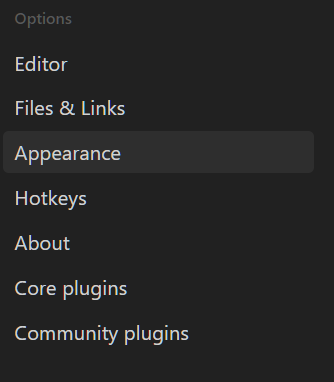 Options
Editor
Files & Links
Appearance
Hotkeys
About
Core plugins
Community plugins